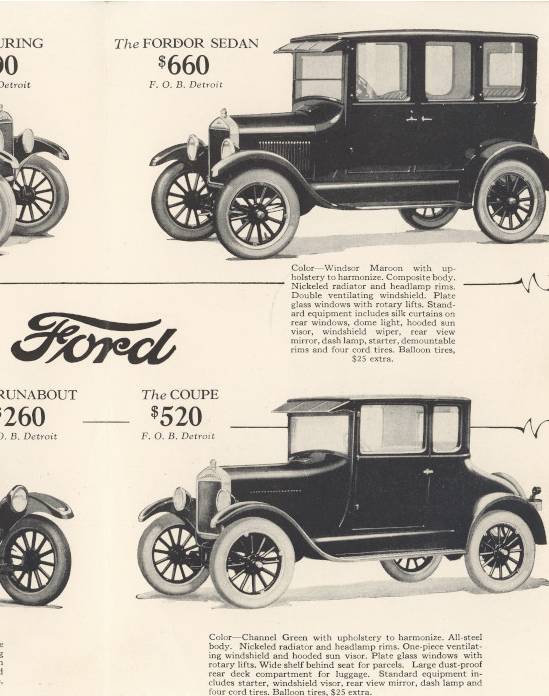 URING
90
Detroit
The FORDOR SEDAN
$660
F. O. B. Detroit
Color—Windsor Maroon with up-
holstery to harmonize. Composite body.
Nickeled radiator and headlamp rims.
Double ventilating windshield. Plate
glass windows with rotary lifts. Stand-
ard equipment includes silk curtains on
rear windows, dome light, hooded sun
visor, windshield wiper, rear view
mirror, dash lamp, starter, demountable
rims and four cord tires. Balloon tires,
$25 extra.
Ford
RUNABOUT
$260
O. B. Detroit
The COUPE
$520
F. O. B. Detroit
Color—Channel Green with upholstery to harmonize. All-steel
body. Nickeled radiator and headlamp rims. One-piece ventilat-
ing windshield and hooded sun visor. Plate glass windows with
rotary lifts. Wide shelf behind seat for parcels. Large dust-proof
rear deck compartment for luggage. Standard equipment in-
cludes starter, windshield visor, rear view mirror, dash lamp and
four cord tires. Balloon tires, $25 extra.